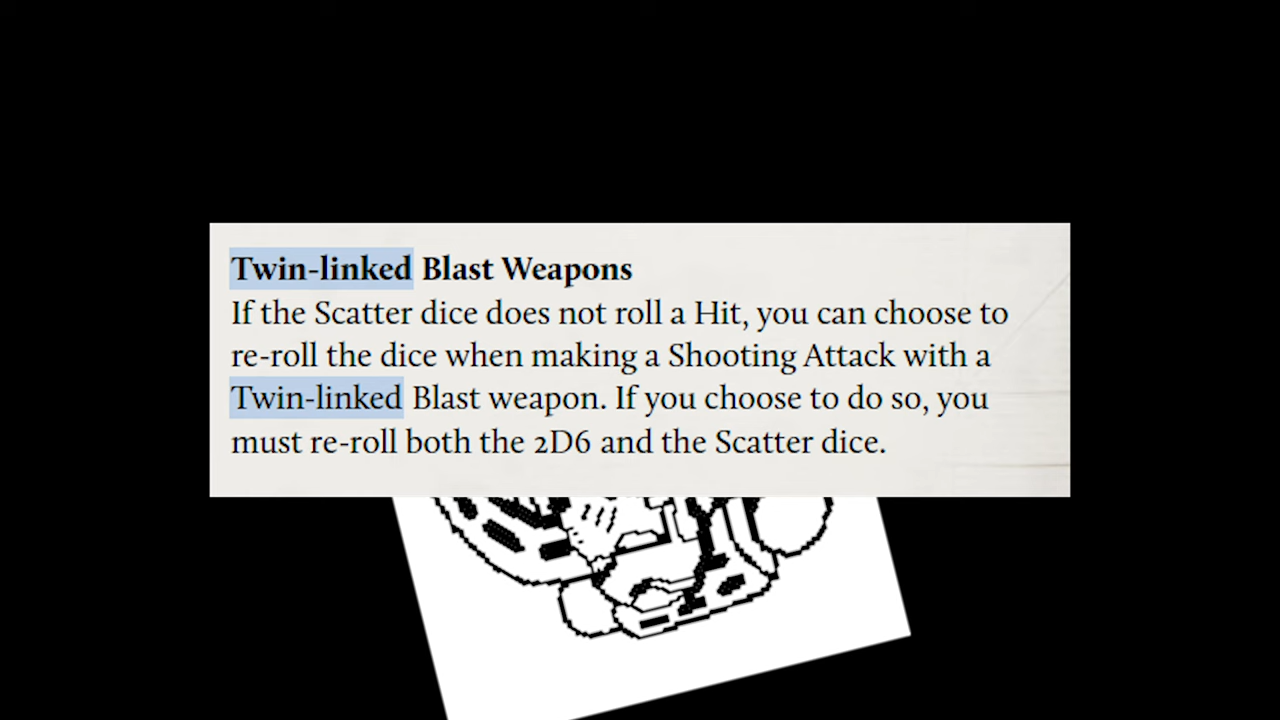 Twin-linked Blast Weapons
If the Scatter dice does not roll a Hit, you can choose to
re-roll the dice when making a Shooting Attack with a
Twin-linked Blast weapon. If you choose to do so, you
must re-roll both the 2D6 and the Scatter dice.